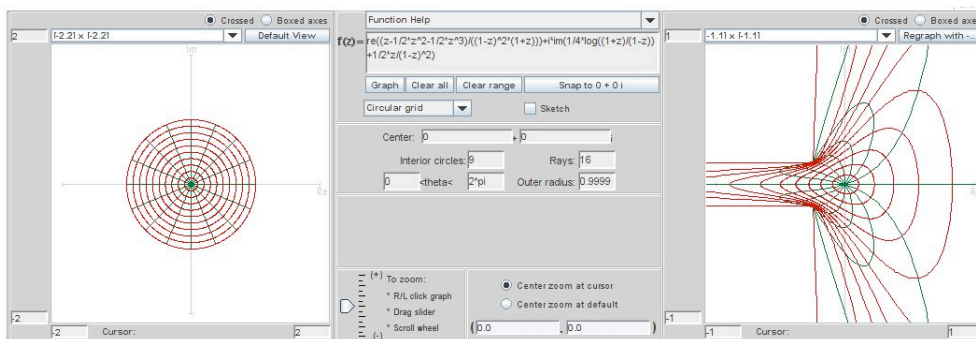 Crossed Boxed axes
2 [-2.2]i x [-2.2] Default View
Im
Re
-2
-2 Cursor: 2
Function Help
f(z)= re((z-1/2*z^2-1/2*z^3)/((1-z)^2*(1+z)))+i*im(1/4*log((1+z)/(1-z))
+1/2*z/(1-z)^2)
Graph Clear all Clear range Snap to 0 + 0 i
Circular grid Sketch
Center: 0 + 0 i
Interior circles: 9 Rays: 16
0 <theta< 2*pi Outer radius: 0.9999
(+) To zoom:
* R/L click graph
* Drag slider
* Scroll wheel
(-)
Center zoom at cursor
Center zoom at default
( 0.0 , 0.0 )
Crossed Boxed axes
1 -1.1]i x [-1.1] Regraph with -...
Im
-1
-1 Cursor: 1